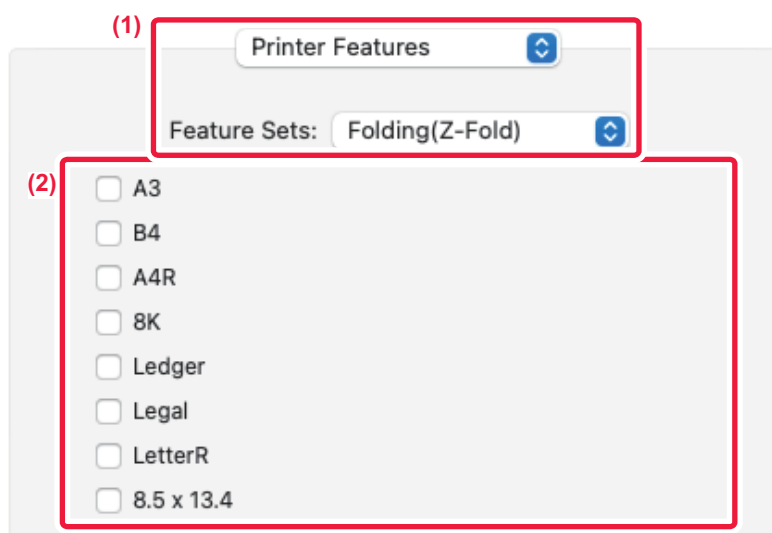 (1)
Printer Features
Feature Sets: Folding(Z-Fold)
(2)
A3
B4
A4R
8K
Ledger
Legal
LetterR
8.5 x 13.4